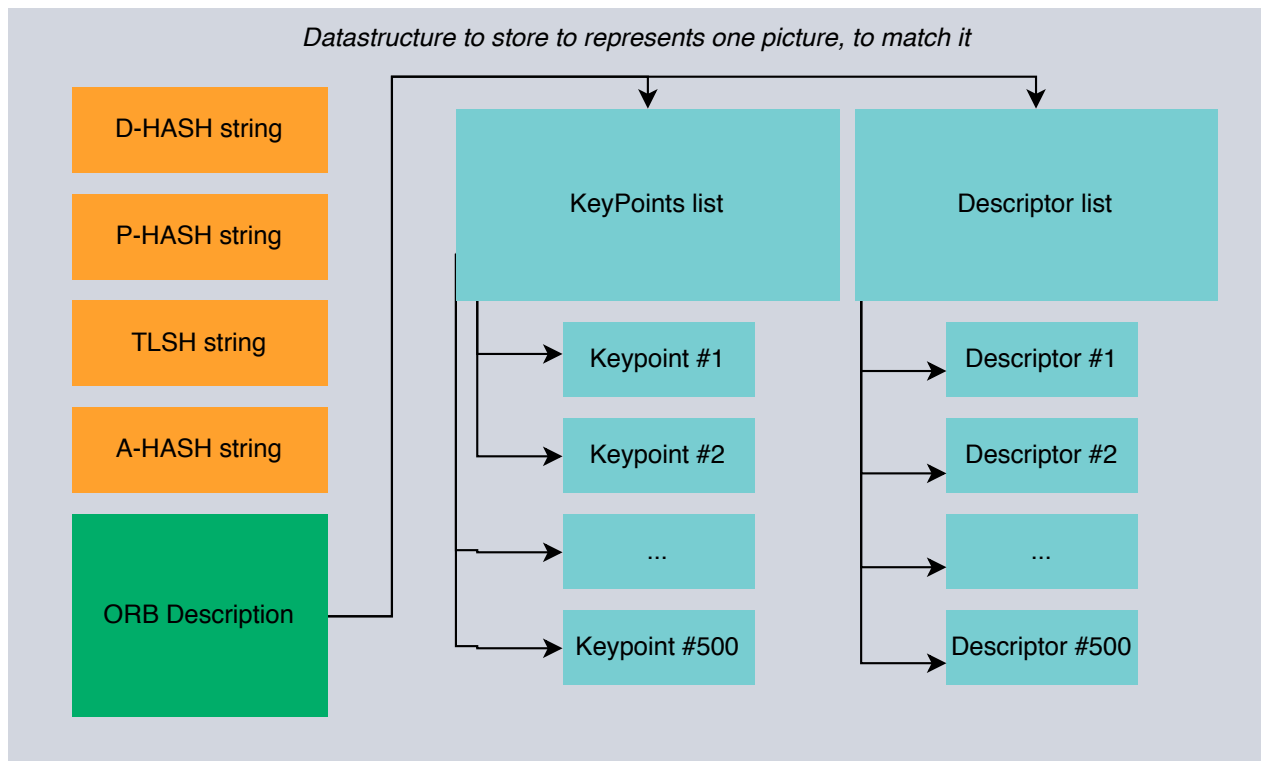 Datastructure to store to represents one picture, to match it
D-HASH string
P-HASH string
TLSH string
A-HASH string
ORB Description
KeyPoints list
Keypoint #1
Keypoint #2
...
Keypoint #500
Descriptor list
Descriptor #1
Descriptor #2
...
Descriptor #500